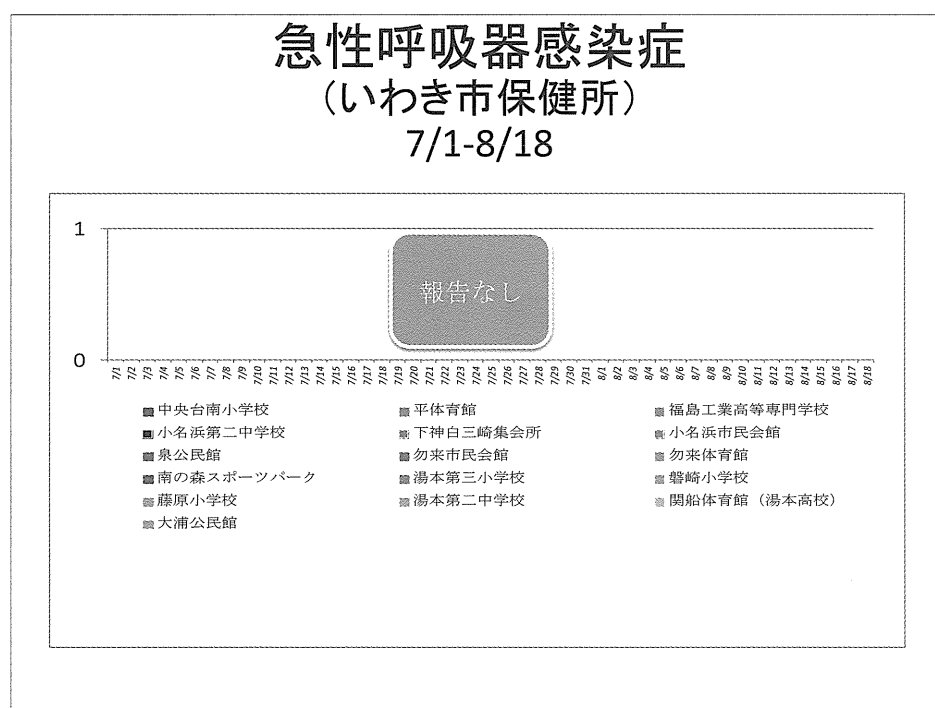 急性呼吸器感染症
（いわき市保健所）
7/1-8/18
1
報告なし
0
7/1 7/2 7/3 7/4 7/5 7/6 7/7 7/8 7/9 7/10 7/11 7/12 7/13 7/14 7/15 7/16 7/17 7/18 7/19 7/20 7/21 7/22 7/23 7/24 7/25 7/26 7/27 7/28 7/29 7/30 7/31 8/1 8/2 8/3 8/4 8/5 8/6 8/7 8/8 8/9 8/10 8/11 8/12 8/13 8/14 8/15 8/16 8/17 8/18
中央台南小学校 平体育館 福島工業高等専門学校
小名浜第二中学校 下神白三崎集会所 小名浜市民会館
泉公民館 勿来市民会館 勿来体育館
南の森スポーツパーク 湯本第三小学校 磐崎小学校
藤原小学校 湯本第二中学校 関船体育館（湯本高校）
大浦公民館